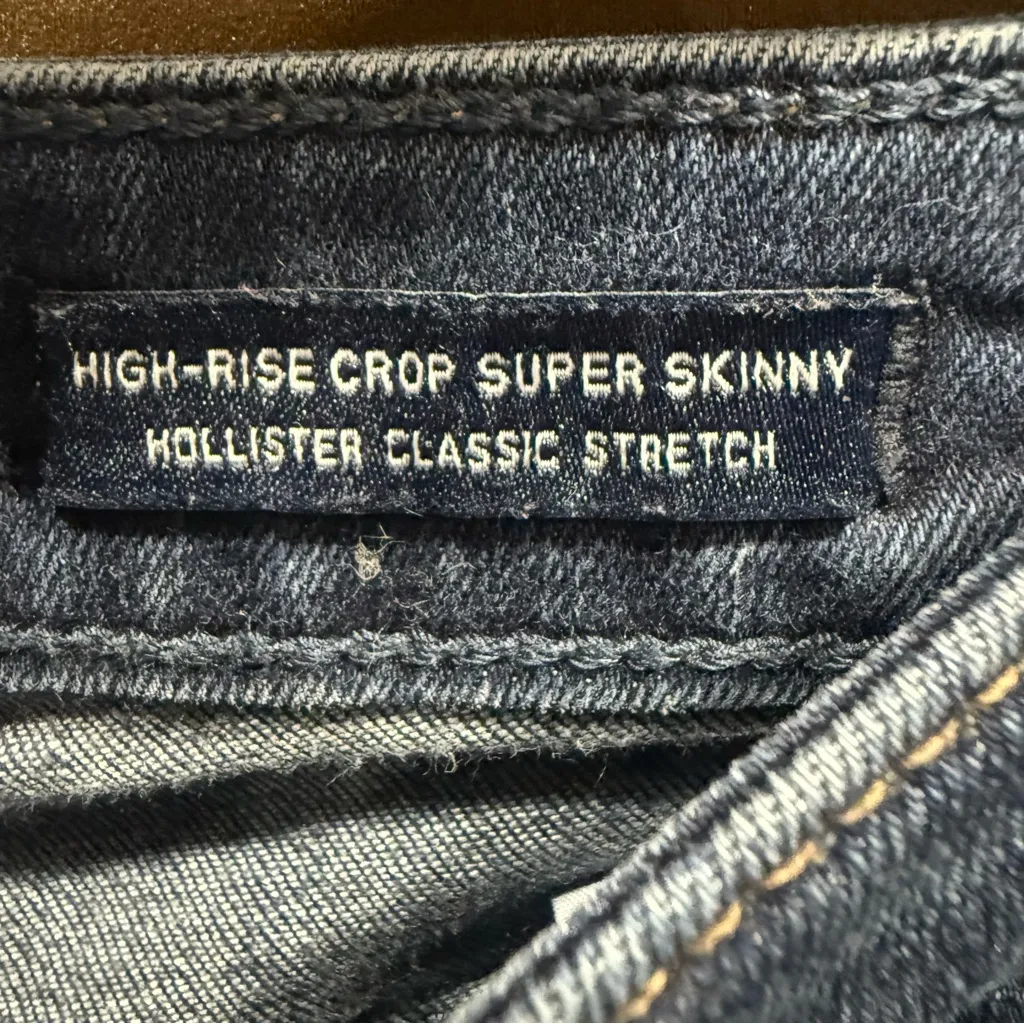 HIGH-RISE CROP SUPER SKINNY
HOLLISTER CLASSIC STRETCH